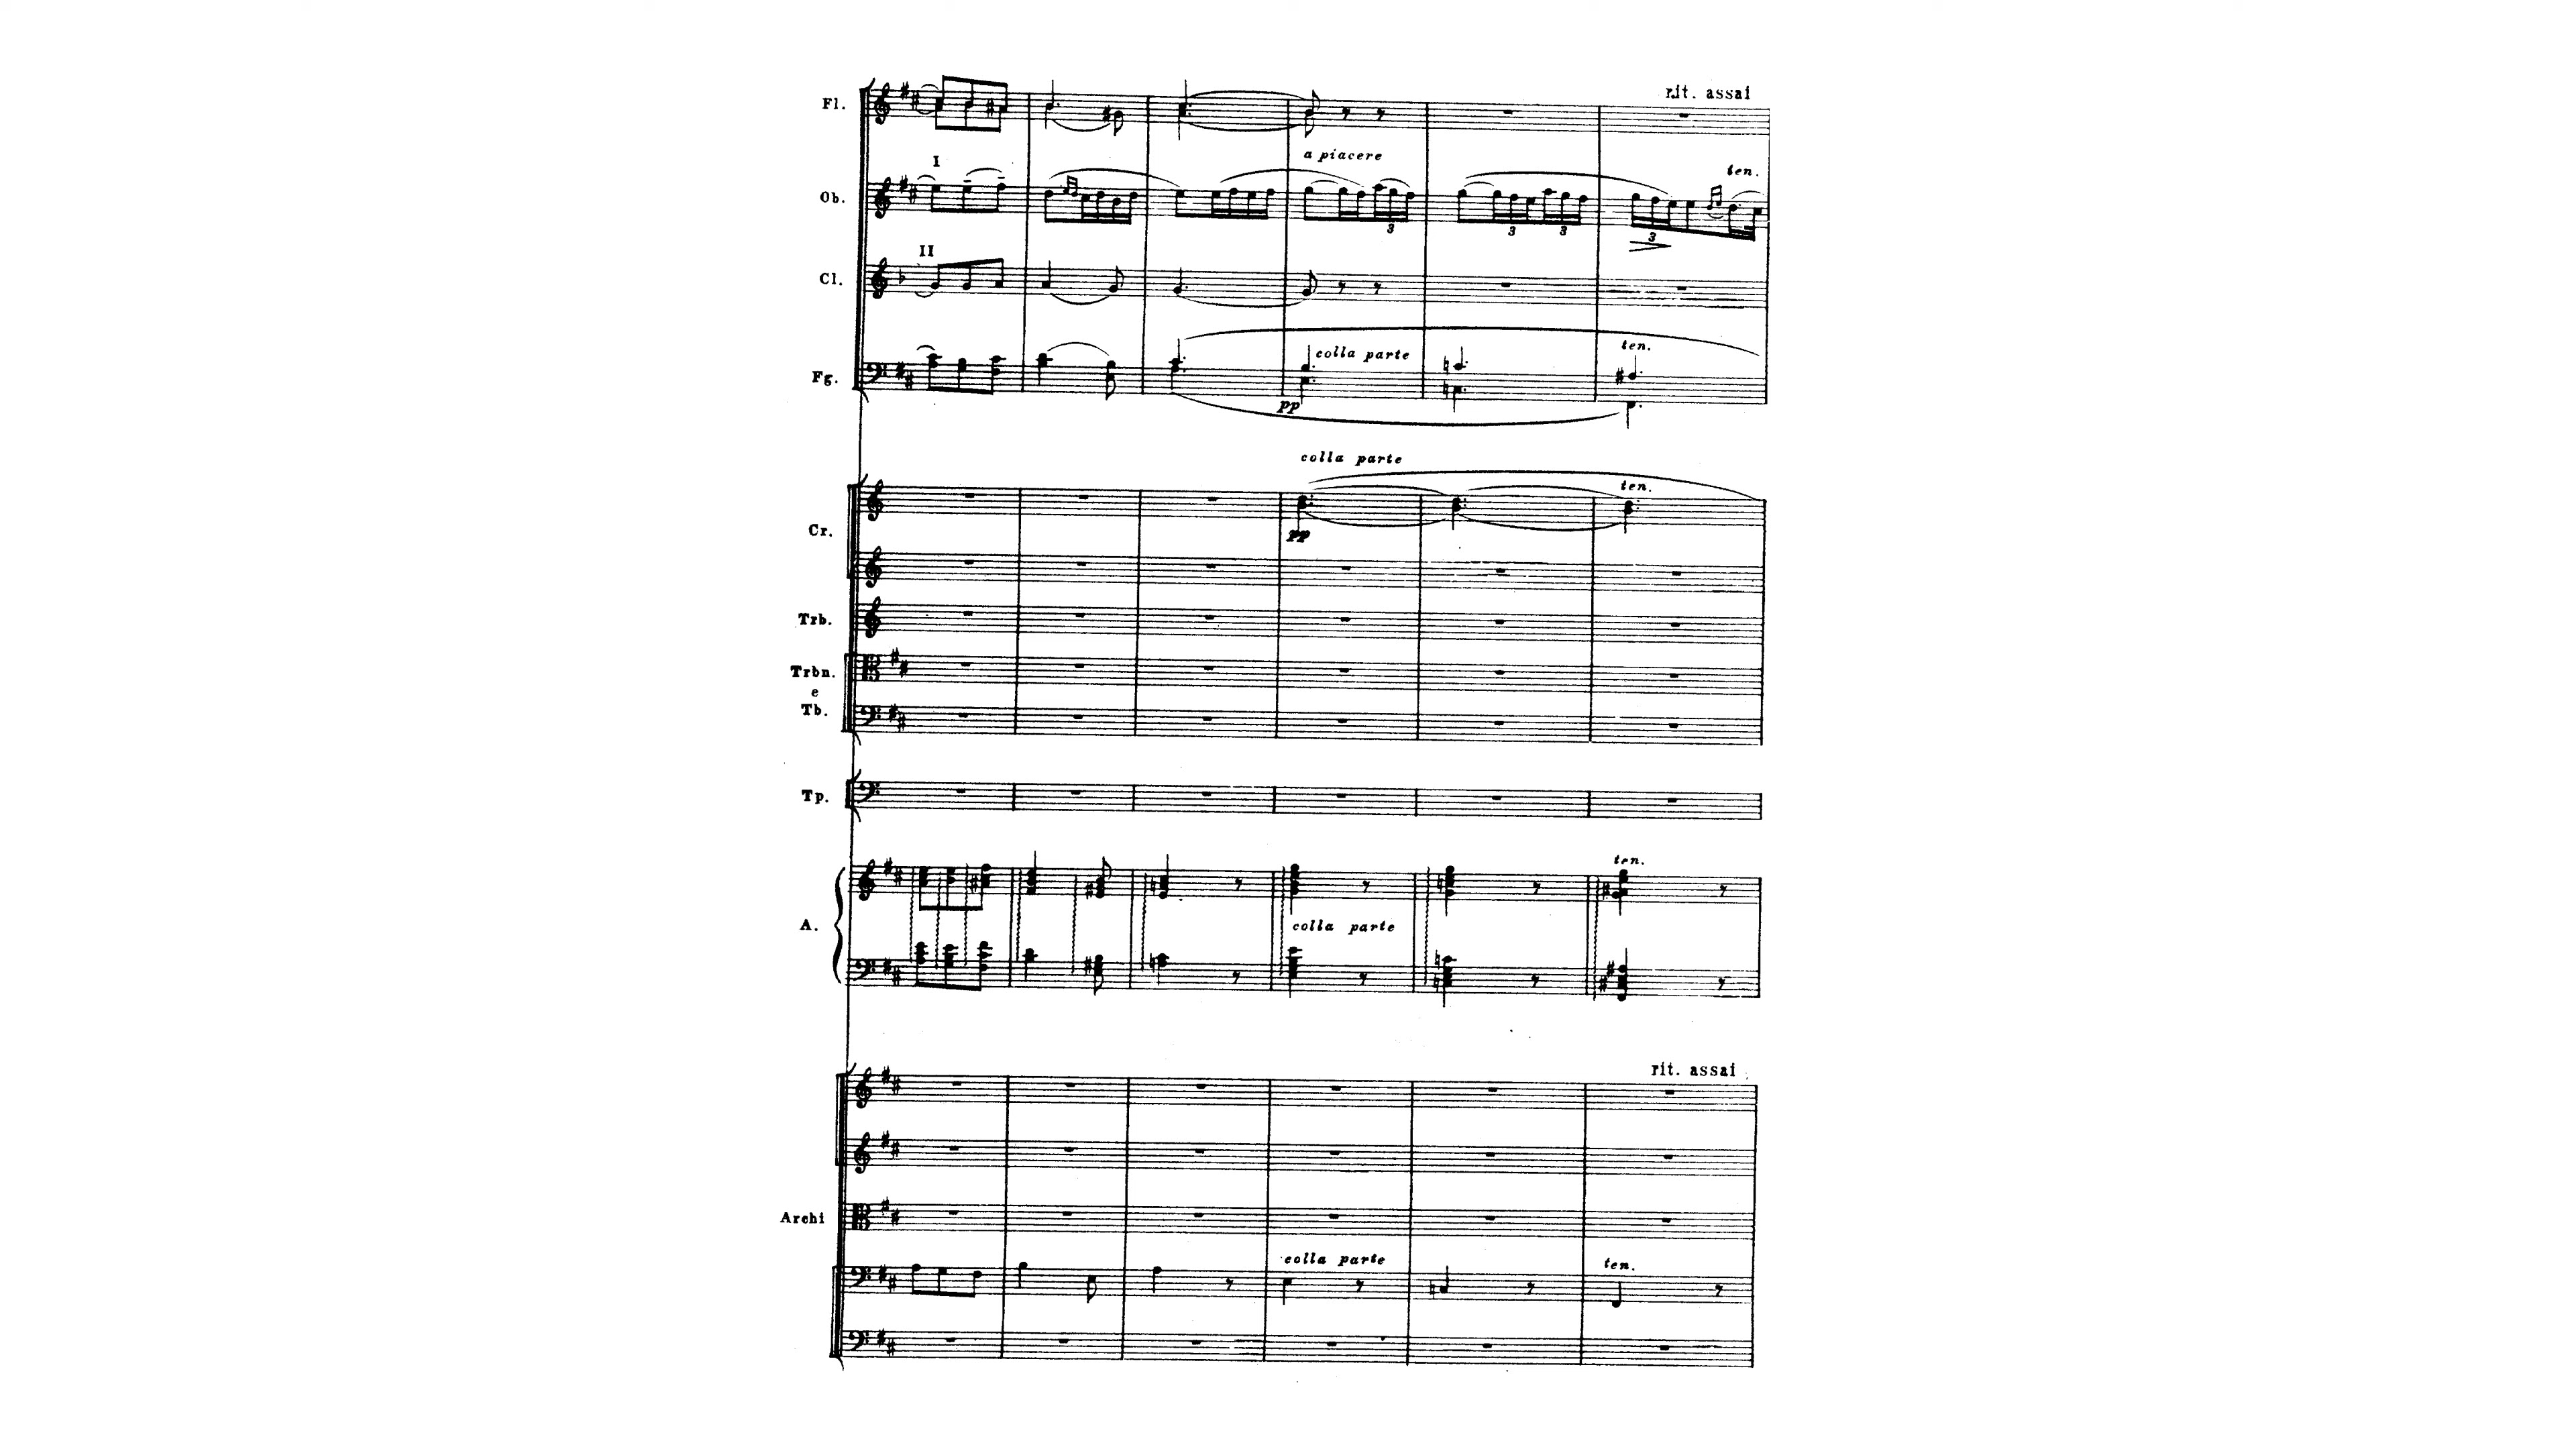 rit. assai
Fl.
a piacere
I
ten.
Ob.
3
3
3
3
II
Cl.
ten.
colla parte
Fg.
pp
colla parte
ten.
Cr.
pp
Trb.
Trbn.
e
Tb.
Tp.
ten.
A.
colla parte
rit. assai
Archi
colla parte
ten.